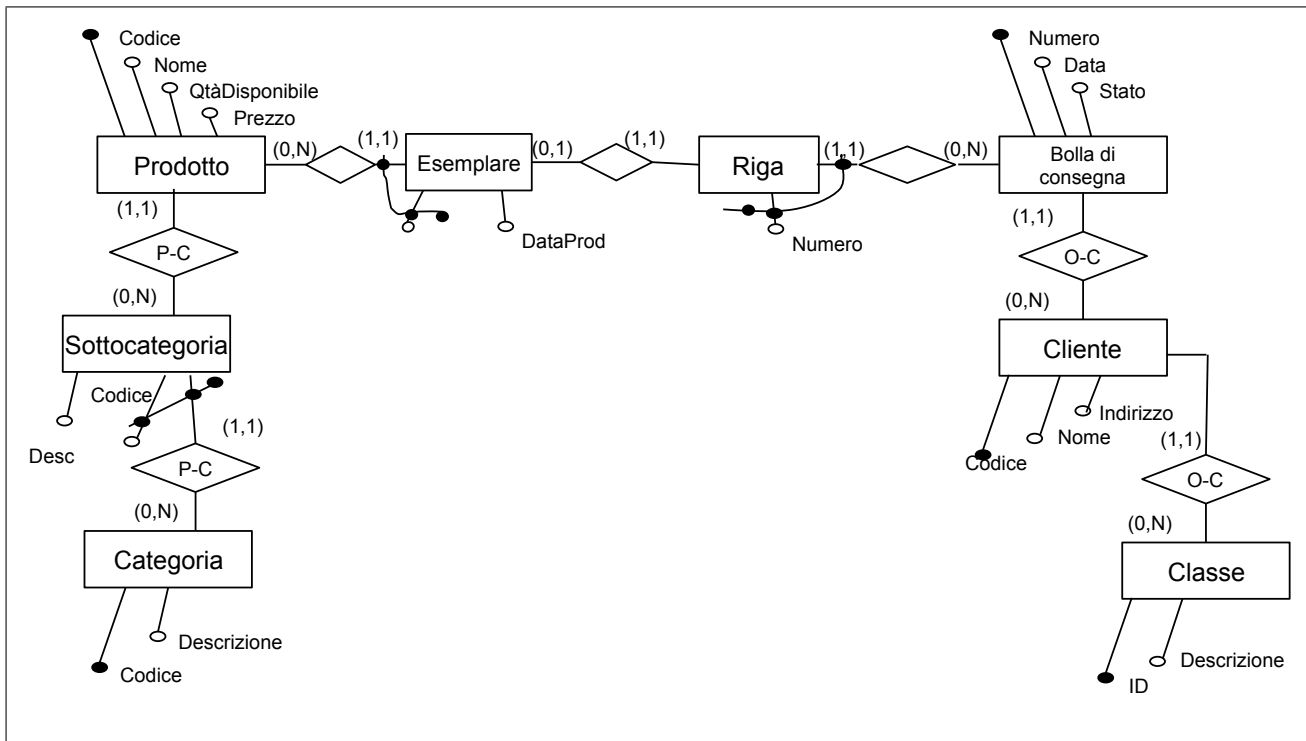 Codice
Nome
QtàDisponibile
Prezzo
Numero
Data
Stato
(0,N)
(1,1)
(0,1)
(1,1)
(1,1)
(0,N)
Prodotto
Esemplare
Riga
Bolla di
consegna
(1,1)
DataProd
Numero
(1,1)
P-C
O-C
(0,N)
(0,N)
Sottocategoria
Cliente
Codice
Desc
(1,1)
Indirizzo
Nome
Codice
(1,1)
P-C
O-C
(0,N)
(0,N)
Categoria
Classe
Descrizione
Codice
Descrizione
ID